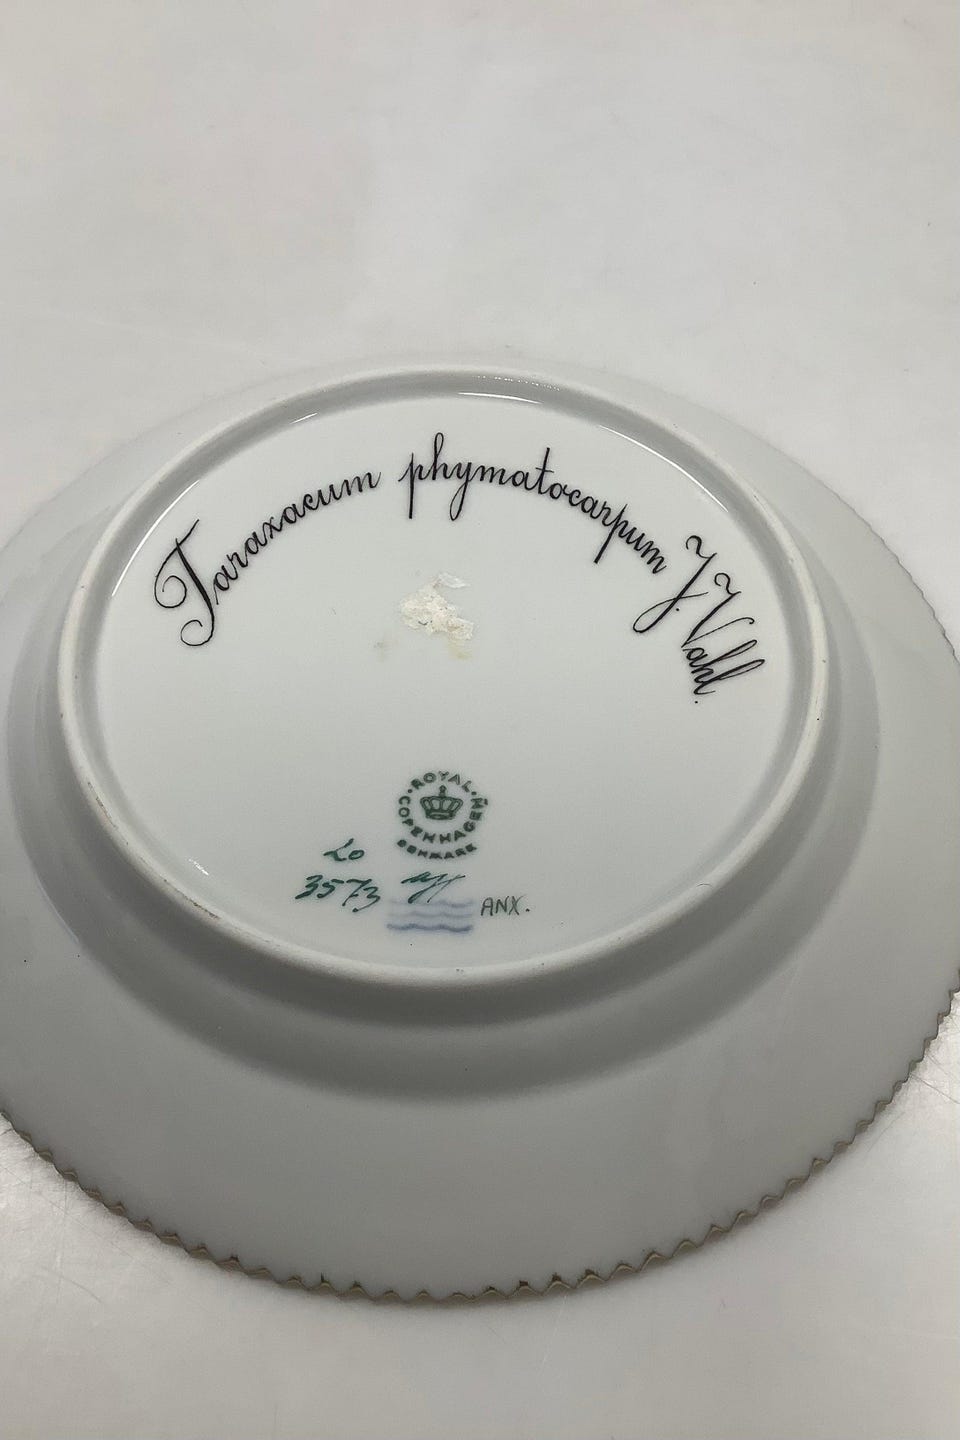 Taraxacum phymatocarpum J. Vahl.
ROYAL
COPENHAGEN
DENMARK
20
3573
ANX.